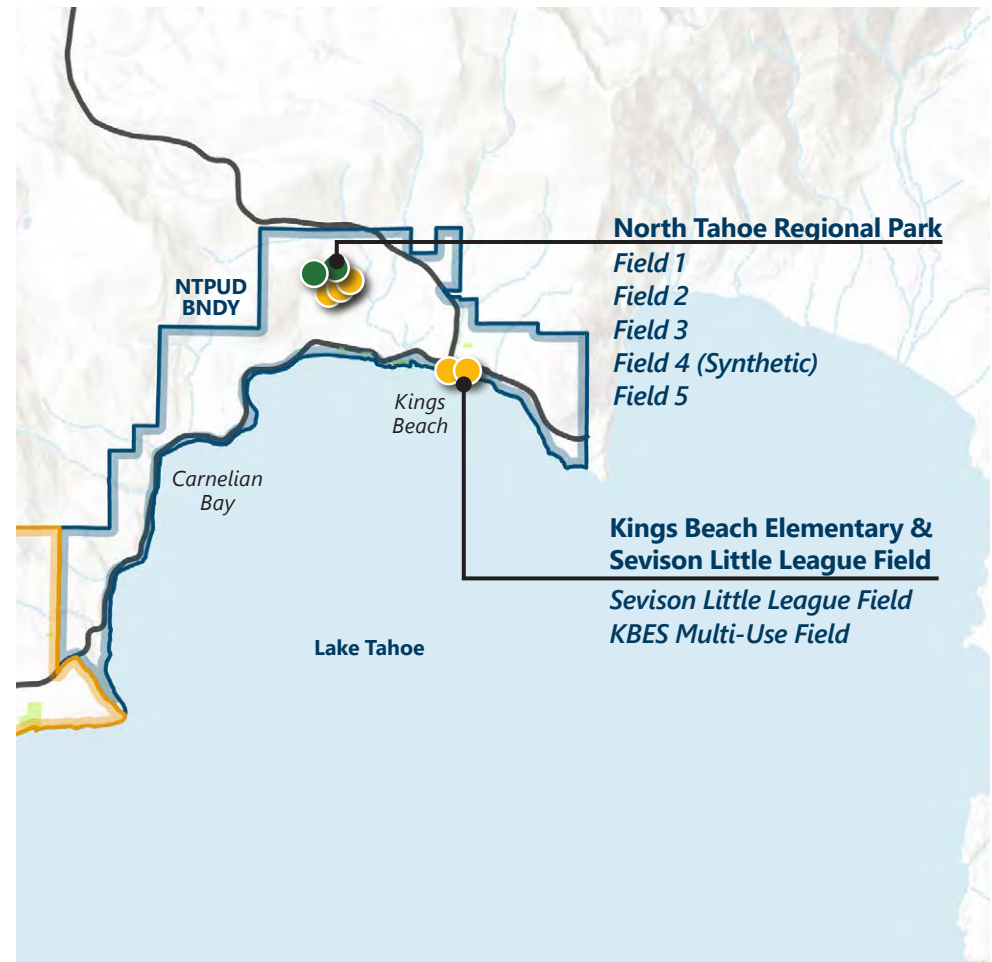 North Tahoe Regional Park
Field 1
Field 2
Field 3
Field 4 (Synthetic)
Field 5
NTPUD
BNDY
Kings
Beach
Carnelian
Bay
Kings Beach Elementary &
Sevison Little League Field
Sevison Little League Field
KBES Multi-Use Field
Lake Tahoe